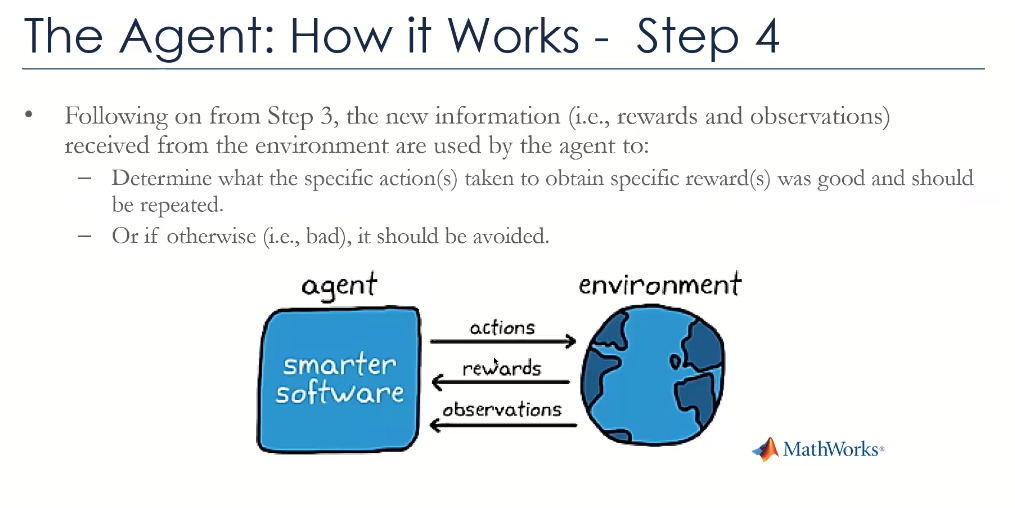 The Agent: How it Works - Step 4
• Following on from Step 3, the new information (i.e., rewards and observations)
received from the environment are used by the agent to:
– Determine what the specific action(s) taken to obtain specific reward(s) was good and should
be repeated.
– Or if otherwise (i.e., bad), it should be avoided.
agent
environment
actions
smarter
software
rewards
observations
MathWorks®